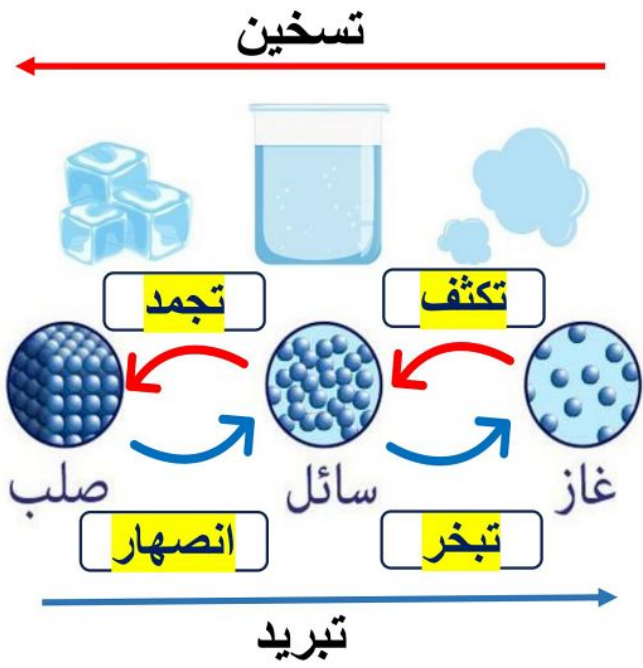 تسخين
تكثف
تجمد
غاز
سائل
صلب
تبخر
انصهار
تبريد